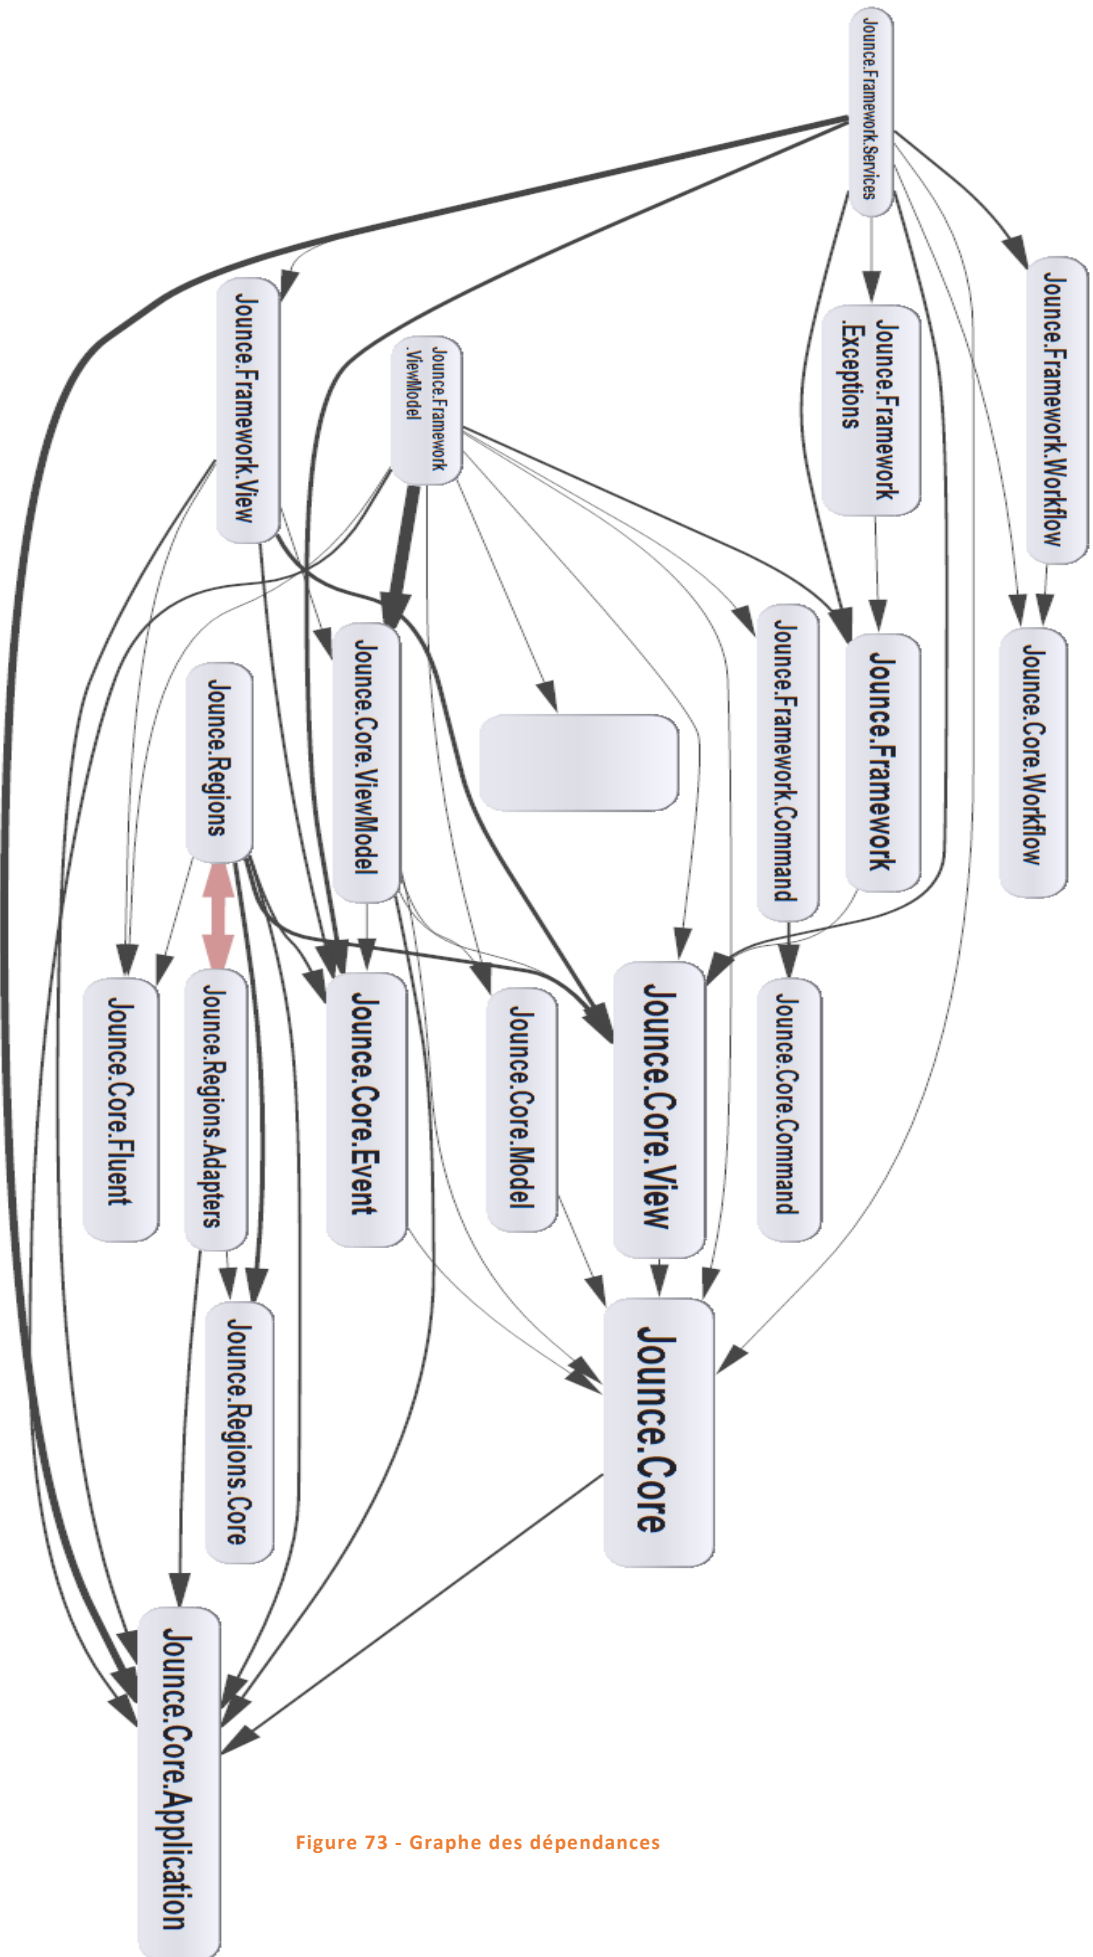 Jounce.Framework.Services
Jounce.Framework.Workflow
Jounce.Framework
.Exceptions
Jounce.Framework.View
Jounce.Framework
.ViewModel
Jounce.Core.Workflow
Jounce.Framework
Jounce.Framework.Command
Jounce.Core.ViewModel
Jounce.Regions
Jounce.Core.Command
Jounce.Core.View
Jounce.Core.Model
Jounce.Core.Event
Jounce.Regions.Adapters
Jounce.Core.Fluent
Jounce.Core
Jounce.Regions.Core
Jounce.Core.Application
Figure 73 - Graphe des dépendances